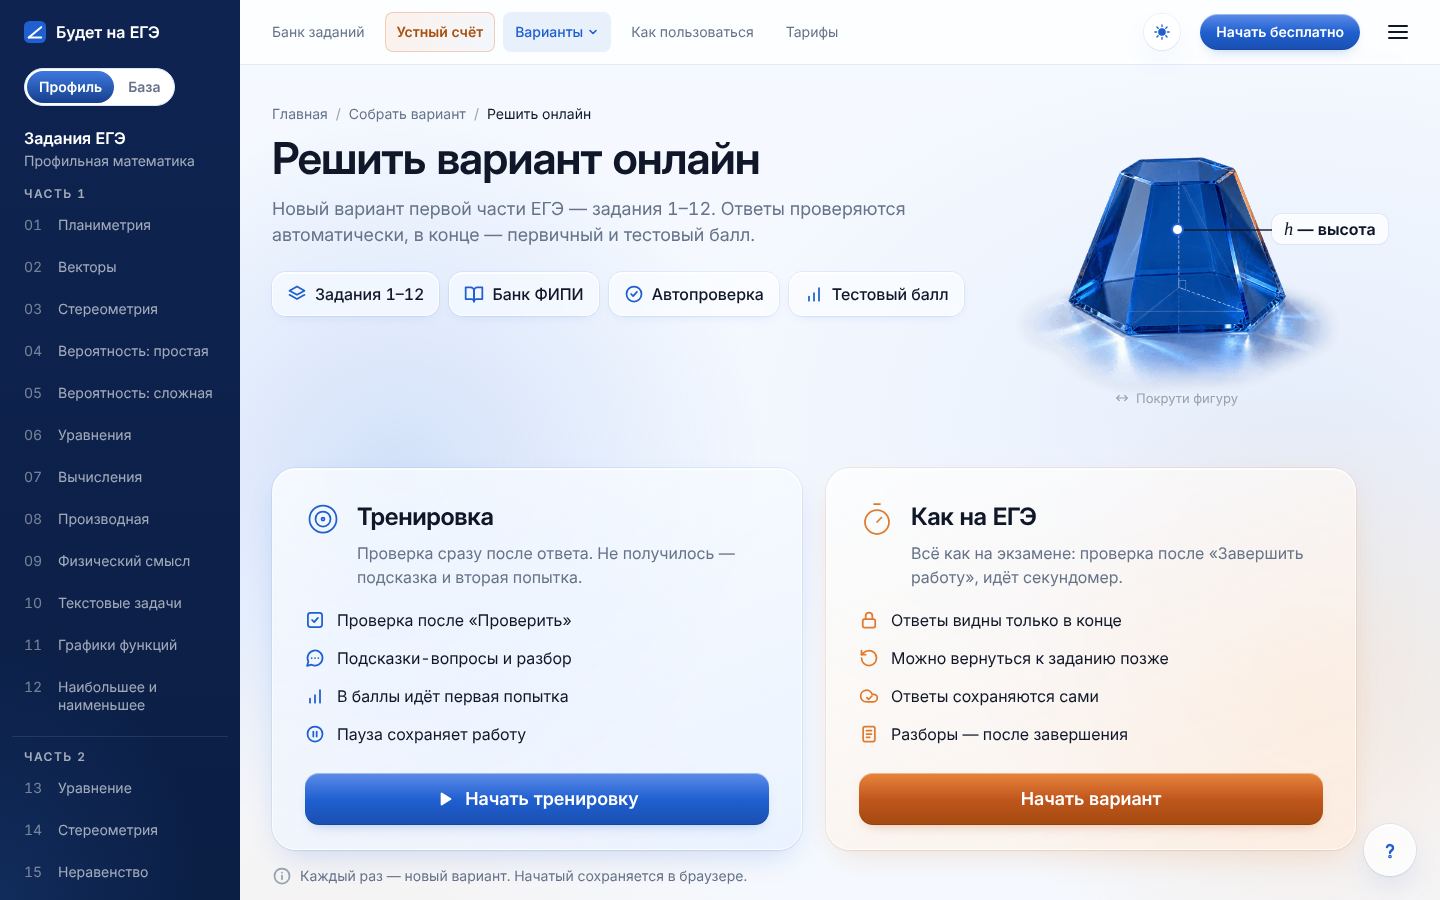 Будет на ЕГЭ
Профиль База
Задания ЕГЭ
Профильная математика
ЧАСТЬ 1
01 Планиметрия
02 Векторы
03 Стереометрия
04 Вероятность: простая
05 Вероятность: сложная
06 Уравнения
07 Вычисления
08 Производная
09 Физический смысл
10 Текстовые задачи
11 Графики функций
12 Наибольшее и
наименьшее
ЧАСТЬ 2
13 Уравнение
14 Стереометрия
15 Неравенство
Банк заданий Устный счёт Варианты Как пользоваться Тарифы Начать бесплатно
Главная / Собрать вариант / Решить онлайн
Решить вариант онлайн
Новый вариант первой части ЕГЭ — задания 1–12. Ответы проверяются
автоматически, в конце — первичный и тестовый балл.
Задания 1–12 Банк ФИПИ Автопроверка Тестовый балл
h — высота
Покрути фигуру
Тренировка
Проверка сразу после ответа. Не получилось —
подсказка и вторая попытка.
Проверка после «Проверить»
Подсказки-вопросы и разбор
В баллы идёт первая попытка
Пауза сохраняет работу
Начать тренировку
Как на ЕГЭ
Всё как на экзамене: проверка после «Завершить
работу», идёт секундомер.
Ответы видны только в конце
Можно вернуться к заданию позже
Ответы сохраняются сами
Разборы — после завершения
Начать вариант
Каждый раз — новый вариант. Начатый сохраняется в браузере.
?